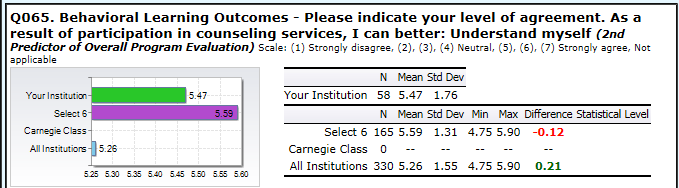 Q065. Behavioral Learning Outcomes - Please indicate your level of agreement. As a
result of participation in counseling services, I can better: Understand myself (2nd
Predictor of Overall Program Evaluation) Scale: (1) Strongly disagree, (2), (3), (4) Neutral, (5), (6), (7) Strongly agree, Not
applicable
N Mean Std Dev
Your Institution 58 5.47 1.76
N Mean Std Dev Min Max Difference Statistical Level
Select 6 165 5.59 1.31 4.75 5.90 -0.12
Carnegie Class 0 -- -- -- -- --
All Institutions 330 5.26 1.55 4.75 5.90 0.21
Your Institution 5.47
Select 6 5.59
Carnegie Class
All Institutions 5.26
5.25 5.30 5.35 5.40 5.45 5.50 5.55 5.60